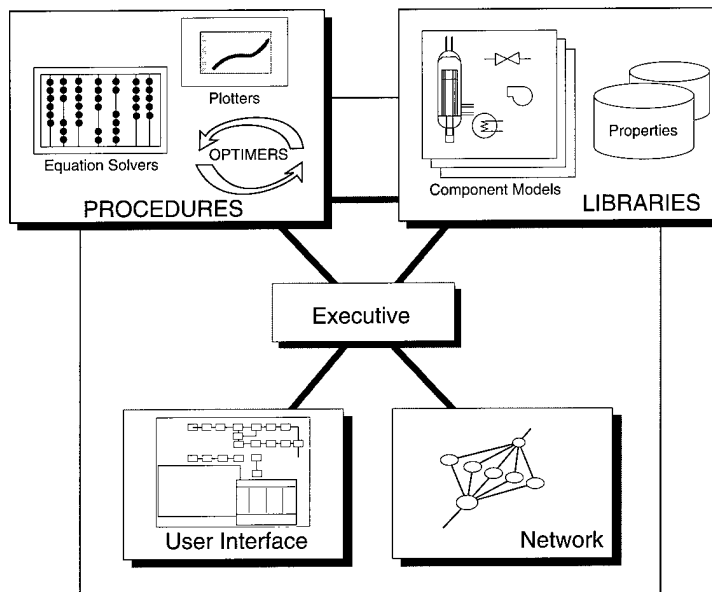 Plotters
Equation Solvers
OPTIMERS
PROCEDURES
Properties
Component Models
LIBRARIES
Executive
User Interface
Network